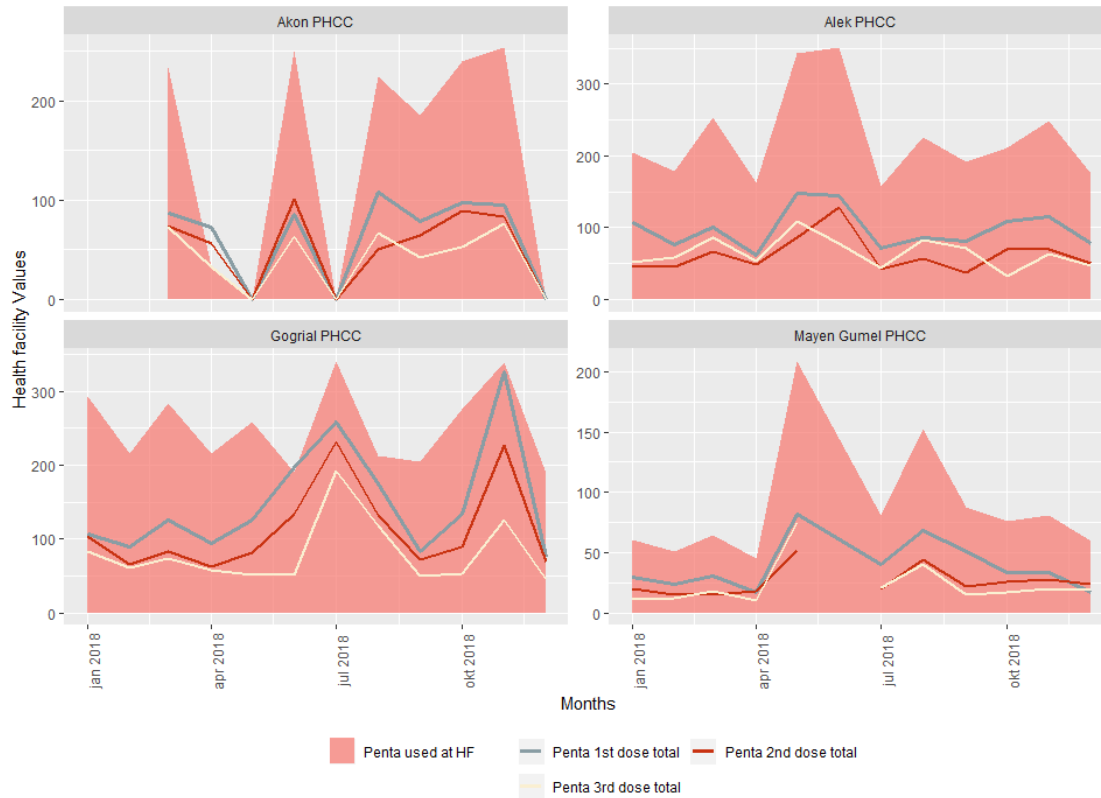 Akon PHCC
Alek PHCC
200
100
0
300
200
100
0
Health facility Values
Gogrial PHCC
Mayen Gumel PHCC
300
200
100
0
200
150
100
50
0
jan 2018
apr 2018
jul 2018
okt 2018
jan 2018
apr 2018
jul 2018
okt 2018
Months
Penta used at HF
Penta 1st dose total
Penta 2nd dose total
Penta 3rd dose total